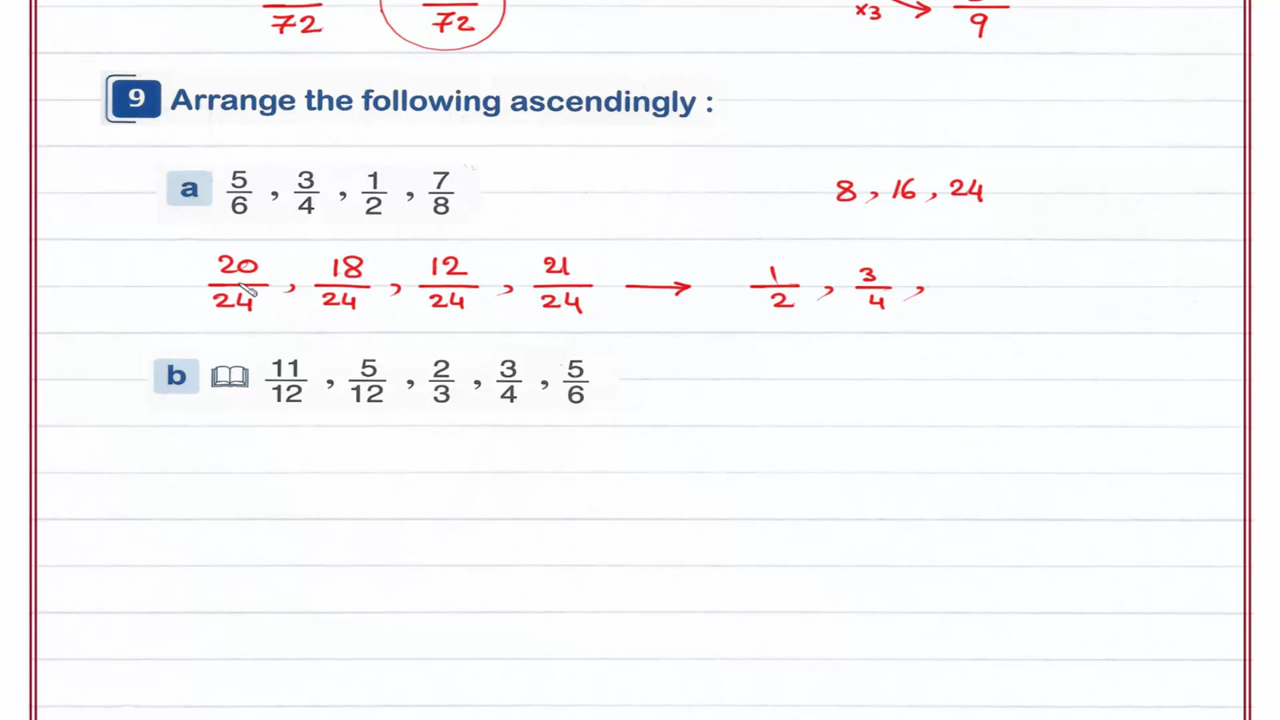 72 72 ×3 9
9 Arrange the following ascendingly :
a 5/6 , 3/4 , 1/2 , 7/8 8 , 16 , 24
20/24 , 18/24 , 12/24 , 21/24 → 1/2 , 3/4 ,
b 11/12 , 5/12 , 2/3 , 3/4 , 5/6